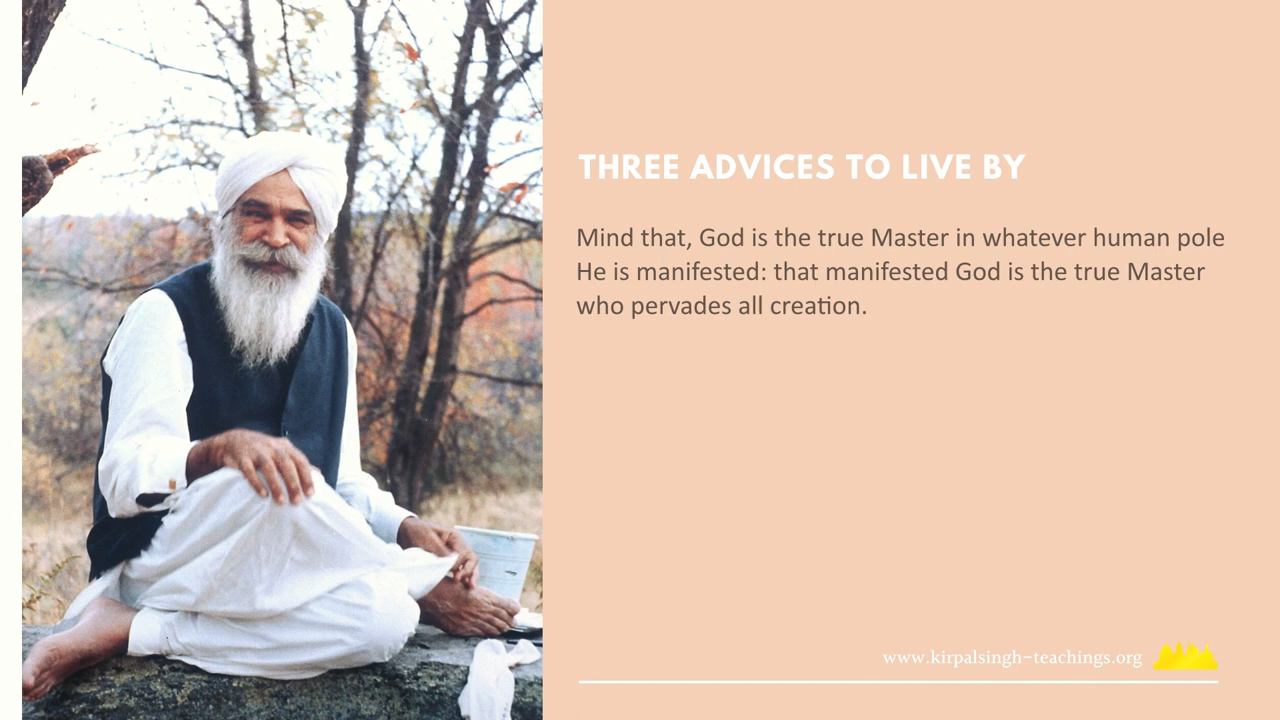 THREE ADVICES TO LIVE BY
Mind that, God is the true Master in whatever human pole
He is manifested: that manifested God is the true Master
who pervades all creation.
www.kirpalsingh-teachings.org